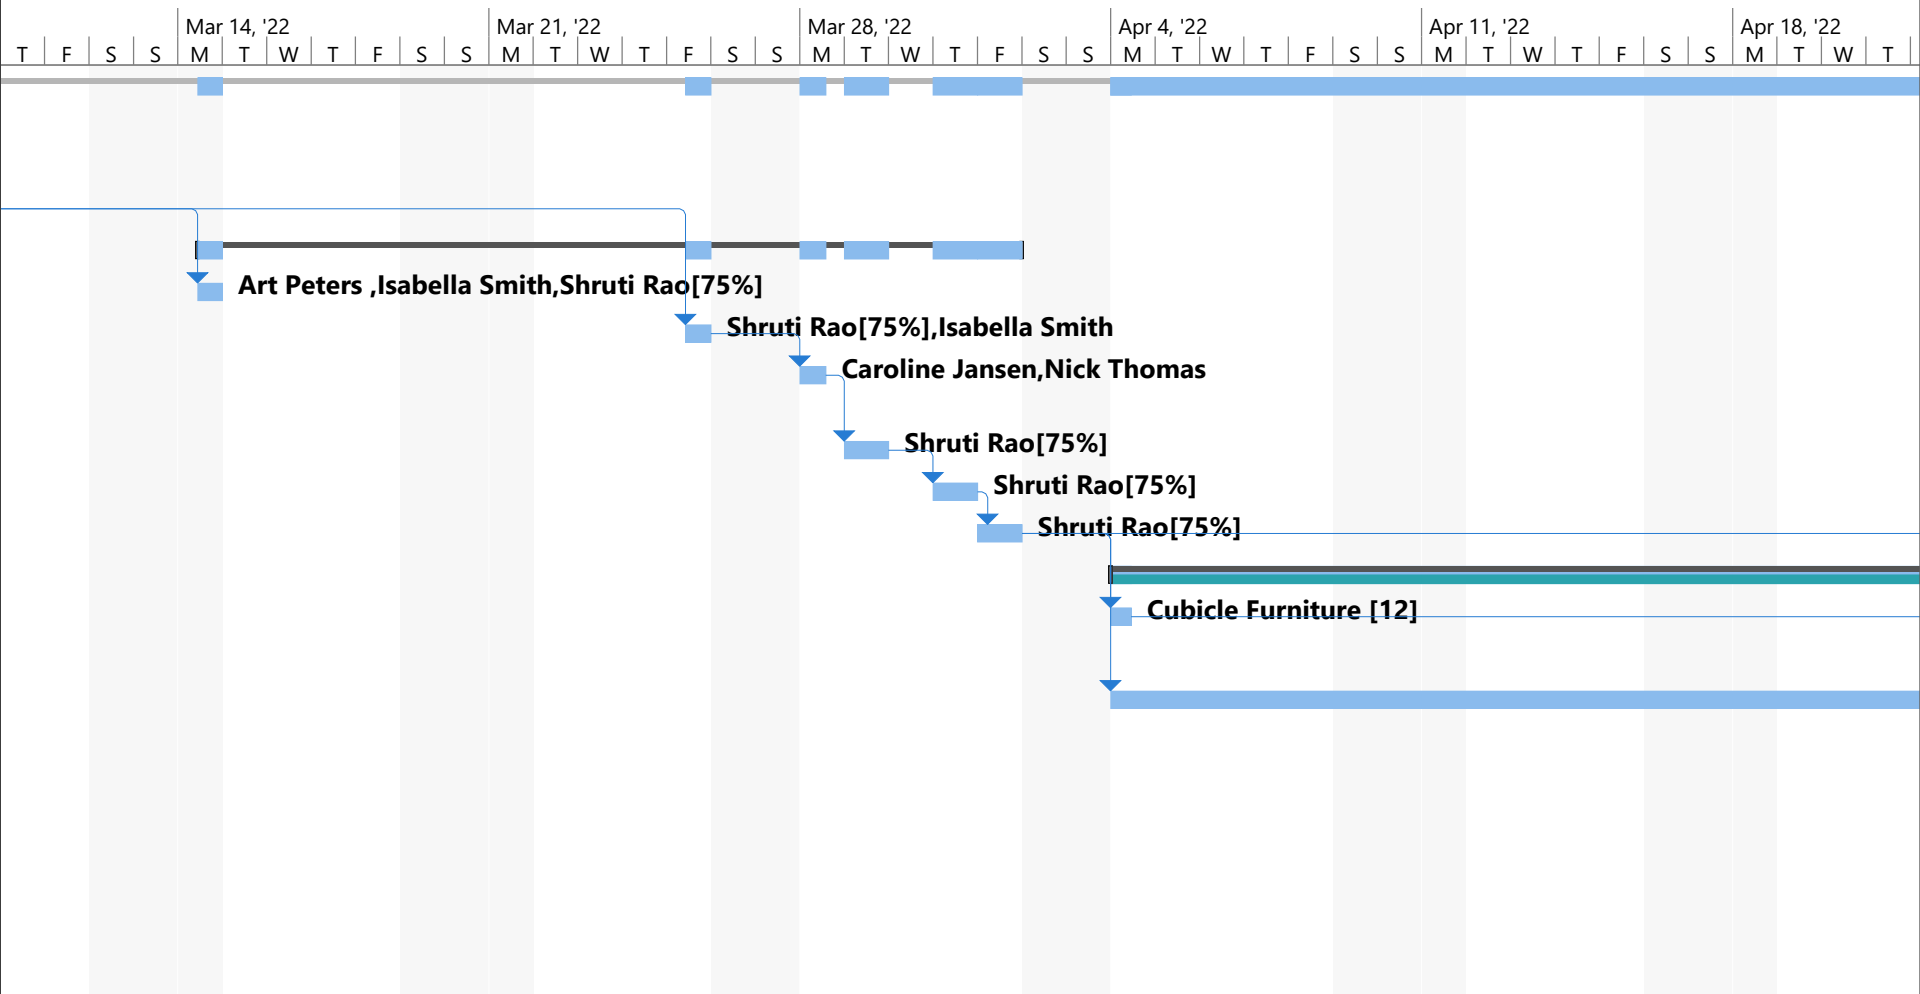 Mar 14, '22 Mar 21, '22 Mar 28, '22 Apr 4, '22 Apr 11, '22 Apr 18, '22
T F S S M T W T F S S M T W T F S S M T W T F S S M T W T F S S M T W T F S S M T W T
Art Peters ,Isabella Smith,Shruti Rao[75%]
Shruti Rao[75%],Isabella Smith
Caroline Jansen,Nick Thomas
Shruti Rao[75%]
Shruti Rao[75%]
Shruti Rao[75%]
Cubicle Furniture [12]